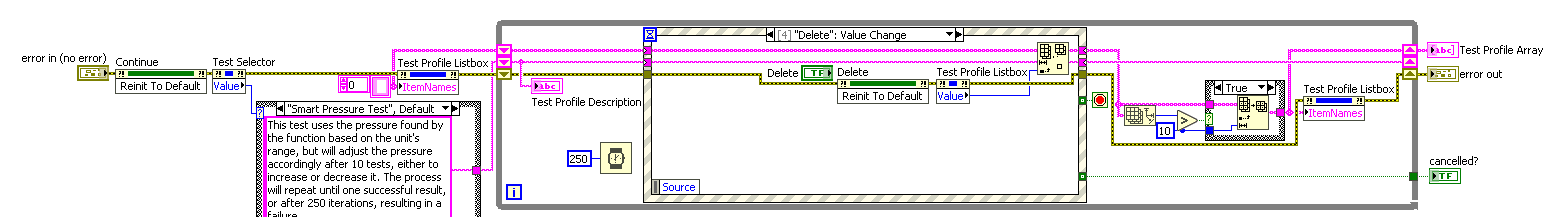 error in (no error)
Continue
Reinit To Default
Test Selector
Value
0
Test Profile Listbox
ItemNames
"Smart Pressure Test", Default
?
This test uses the pressure found by
the function based on the unit's
range, but will adjust the pressure
accordingly after 10 tests, either to
increase or decrease it. The process
will repeat until one successful result,
or after 250 iterations, resulting in a
failure.
abc
Test Profile Description
250
i
[4] "Delete": Value Change
Delete
TF
Delete
Reinit To Default
Test Profile Listbox
Value
Source
10
>
True
?
Test Profile Listbox
ItemNames
abc
Test Profile Array
error out
cancelled?
TF